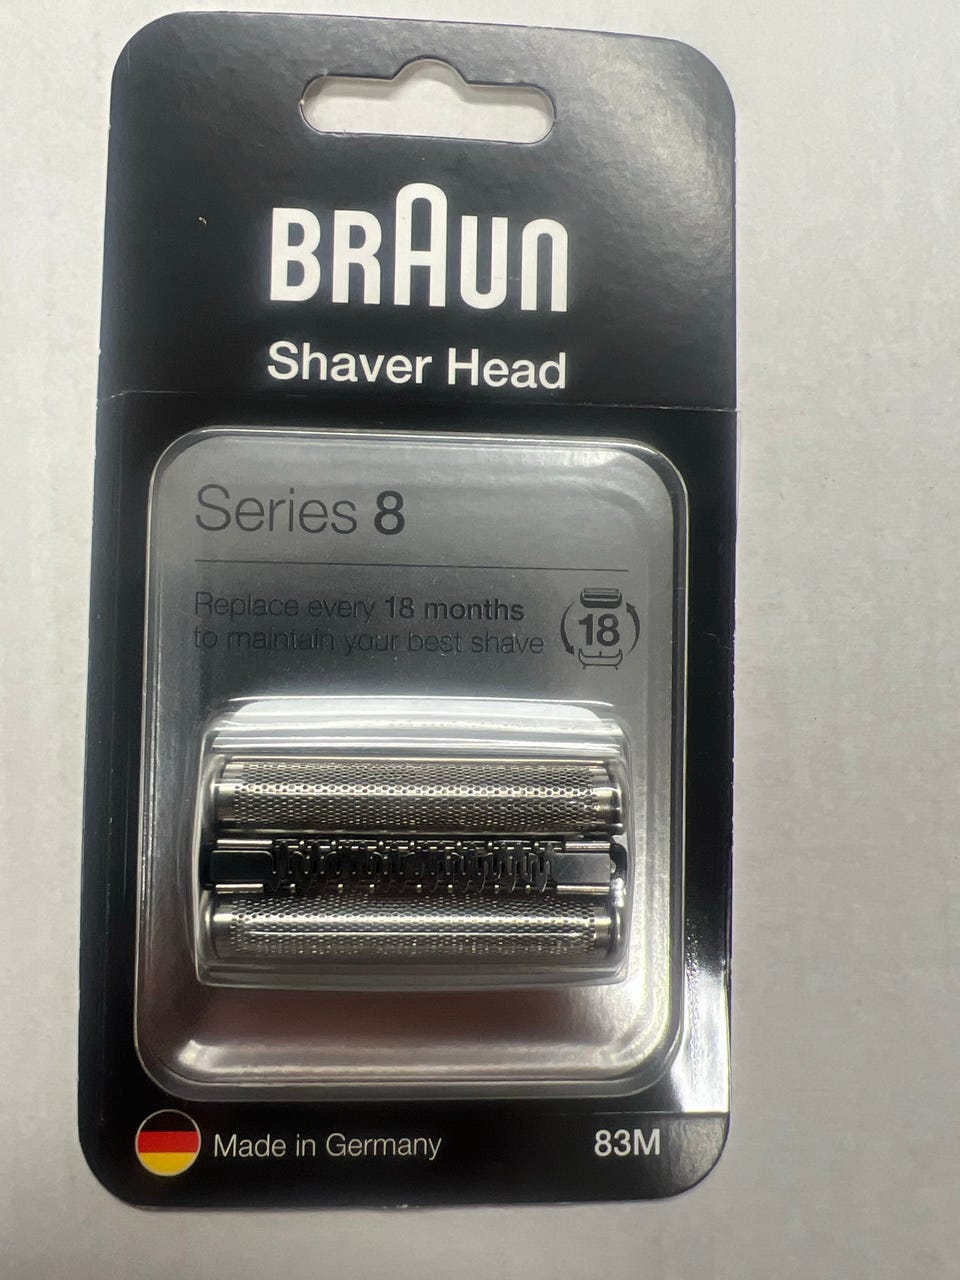 BRAUN
Shaver Head
Series 8
Replace every 18 months
to maintain your best shave
18
Made in Germany
83M